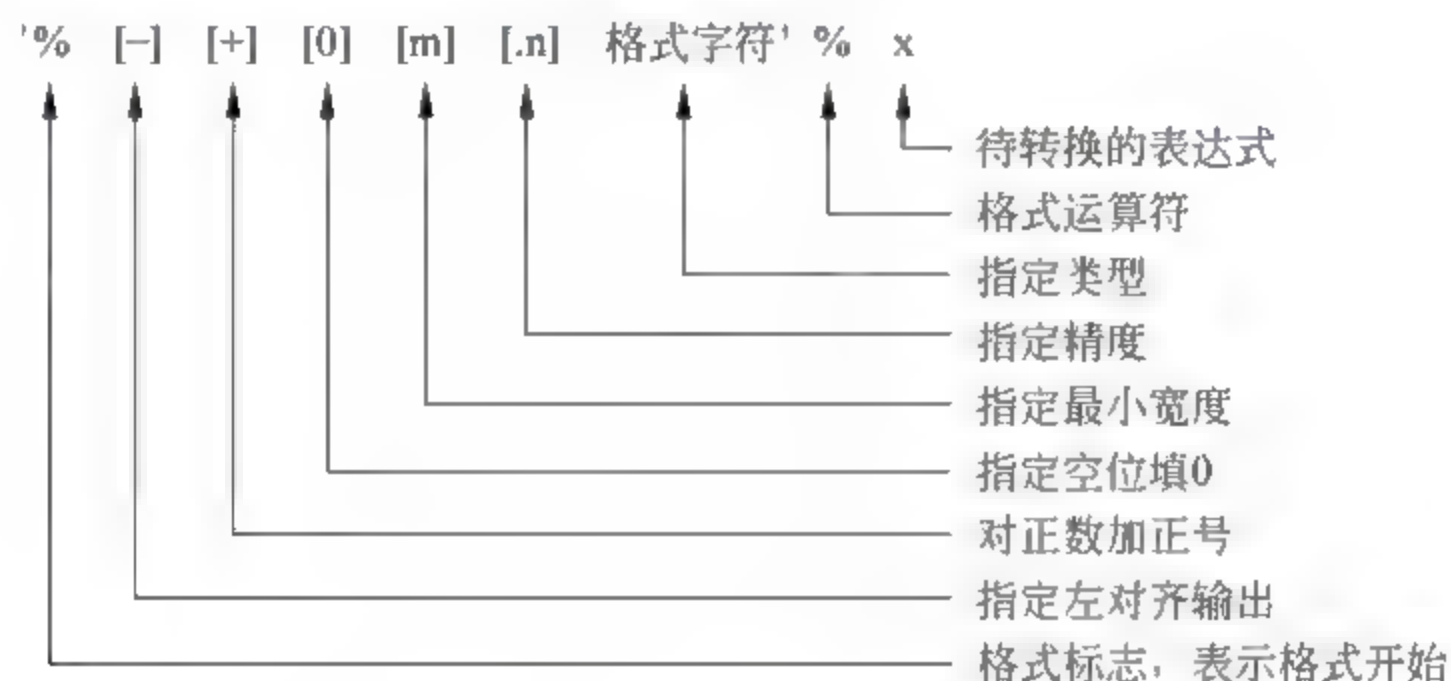 '% [−] [+] [0] [m] [.n] 格式字符' % x
待转换的表达式
格式运算符
指定类型
指定精度
指定最小宽度
指定空位填0
对正数加正号
指定左对齐输出
格式标志，表示格式开始